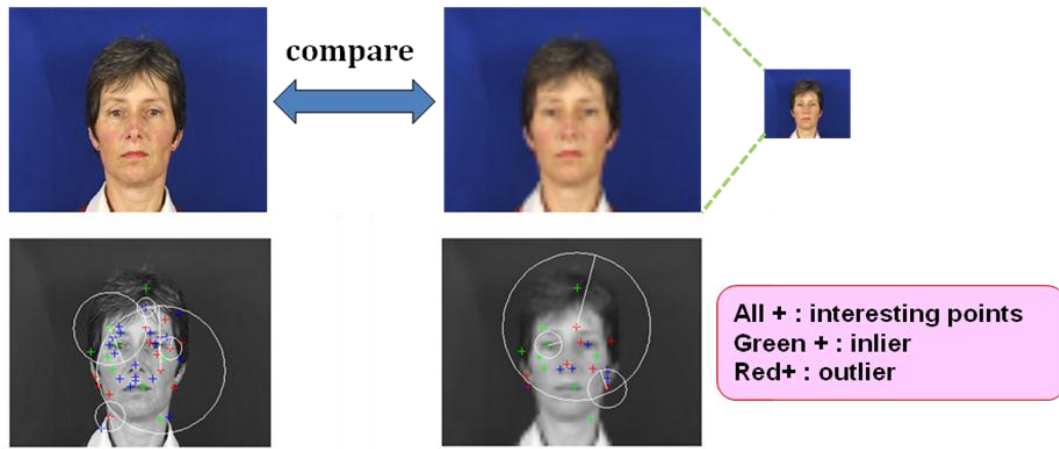 compare
All + : interesting points
Green + : inlier
Red+ : outlier